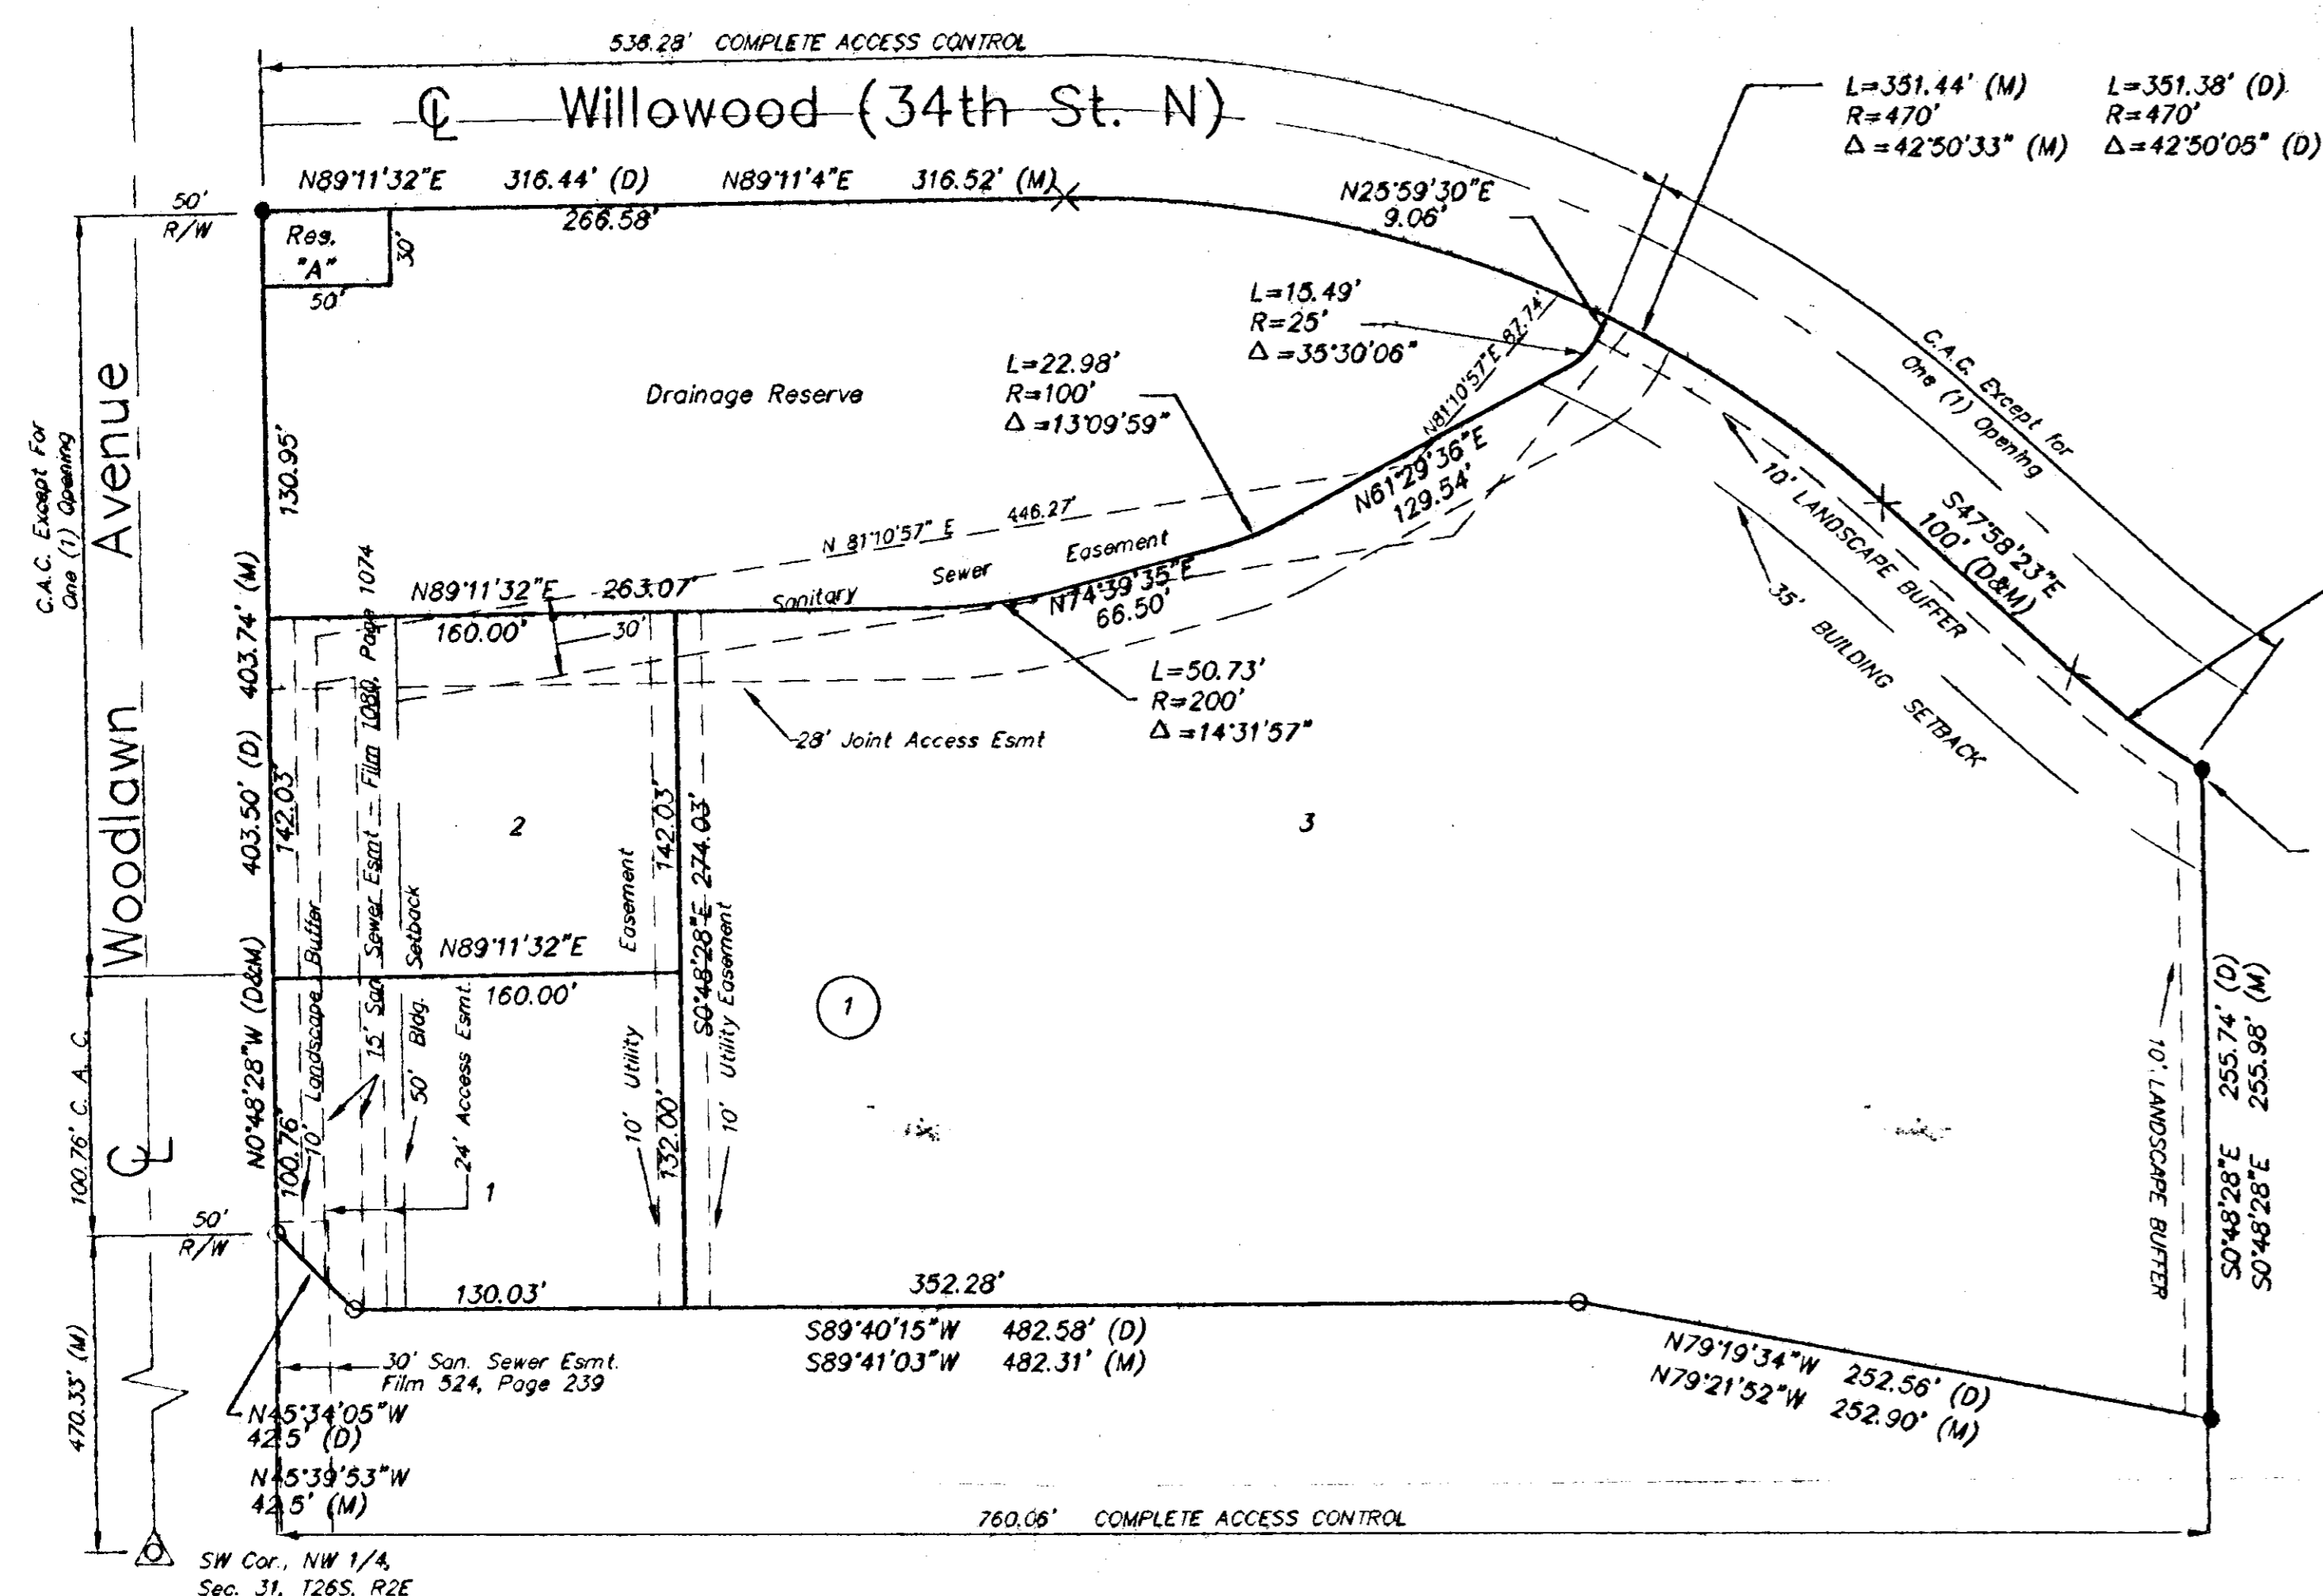 538.28' COMPLETE ACCESS CONTROL
℄ Willowood (34th St. N)
L=351.44' (M) L=351.38' (D)
R=470' R=470'
Δ=42°50'33" (M) Δ=42°50'05" (D)
N89°11'32"E 316.44' (D) N89°11'4"E 316.52' (M)
266.58'
N25°59'30"E
9.06'
50'
R/W
Res.
"A"
30'
50'
L=15.49'
R=25'
Δ=35°30'06"
L=22.98'
R=100'
Δ=13°09'59"
N81°10'57"E 87.74'
Drainage Reserve
C.A.C. Except for
One (1) Opening
C.A.C. Except For
One (1) Opening
Woodlawn Avenue
℄
130.95'
N61°29'36"E
129.54'
N 81°10'57" E 446.27'
Sanitary Sewer Easement
N74°39'35"E
66.50'
N89°11'32"E 263.07'
160.00'
30'
L=50.73'
R=200'
Δ=14°31'57"
28' Joint Access Esmt
10' LANDSCAPE BUFFER
S47°58'23"E
100' (D&M)
35' BUILDING SETBACK
N0°48'28"W (D&M) 403.50' (D) 403.74' (M)
142.03'
15' San Sewer Esmt - Film 1080, Page 1074
10' Landscape Buffer
50' Bldg. Setback
24' Access Esmt.
2
142.03'
S0°48'28"E 274.03'
10' Utility Easement
10' Utility Easement
3
N89°11'32"E
160.00'
1
100.76' C. A. C.
100.76'
132.00'
1
50'
R/W
130.03'
352.28'
S89°40'15"W 482.58' (D)
S89°41'03"W 482.31' (M)
10' LANDSCAPE BUFFER
S0°48'28"E 255.74' (D)
S0°48'28"E 255.98' (M)
N79°19'34"W 252.56' (D)
N79°21'52"W 252.90' (M)
470.33' (M)
30' San. Sewer Esmt.
Film 524, Page 239
N45°34'05"W
42.5' (D)
N45°39'53"W
42.5' (M)
760.06' COMPLETE ACCESS CONTROL
SW Cor., NW 1/4,
Sec. 31, T26S, R2E